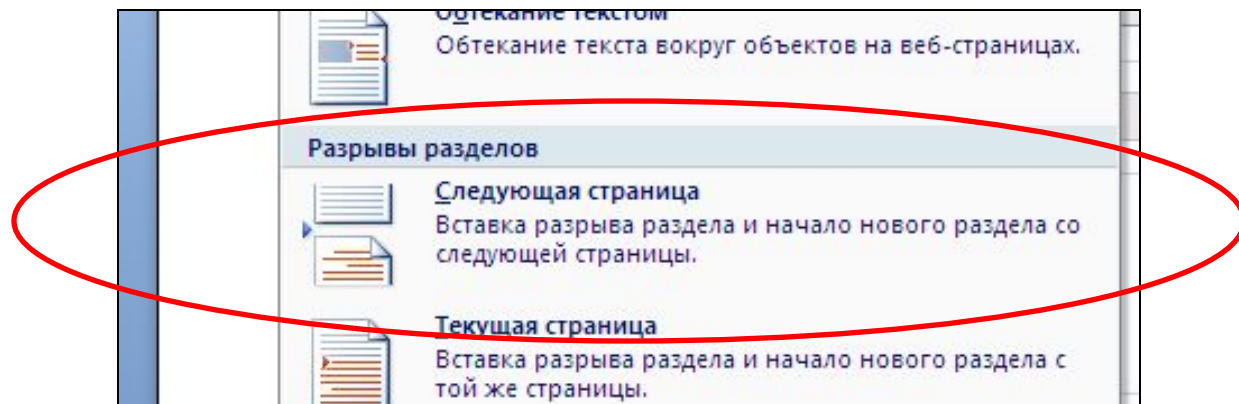 Обтекание текстом
Обтекание текста вокруг объектов на веб-страницах.
Разрывы разделов
Следующая страница
Вставка разрыва раздела и начало нового раздела со
следующей страницы.
Текущая страница
Вставка разрыва раздела и начало нового раздела с
той же страницы.